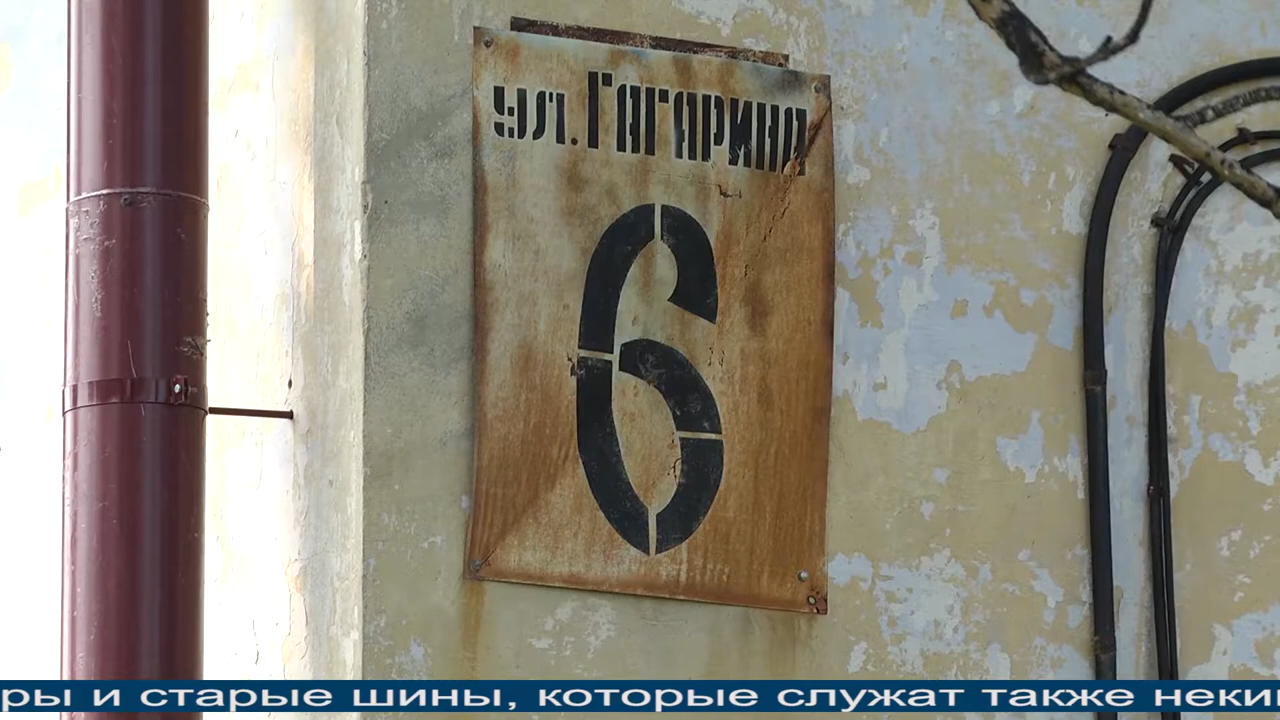 ул. Гагарина
6
ры и старые шины, которые служат также неки